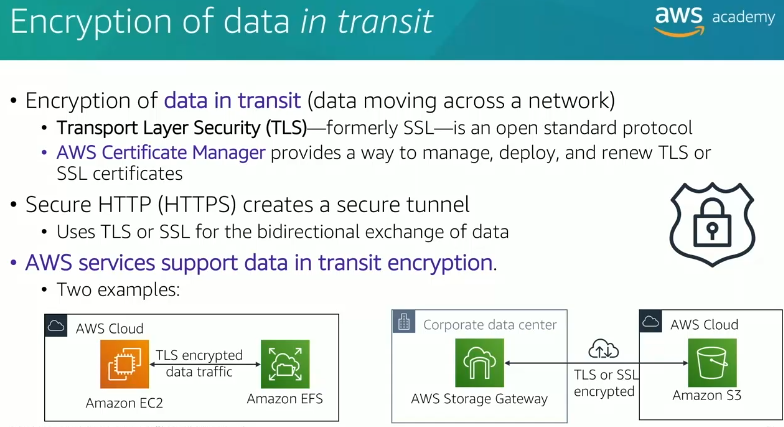 Encryption of data in transit
aws academy
• Encryption of data in transit (data moving across a network)
• Transport Layer Security (TLS)—formerly SSL—is an open standard protocol
• AWS Certificate Manager provides a way to manage, deploy, and renew TLS or
SSL certificates
• Secure HTTP (HTTPS) creates a secure tunnel
• Uses TLS or SSL for the bidirectional exchange of data
• AWS services support data in transit encryption.
• Two examples:
AWS Cloud
TLS encrypted
data traffic
Amazon EC2
Amazon EFS
Corporate data center
AWS Storage Gateway
TLS or SSL
encrypted
AWS Cloud
Amazon S3